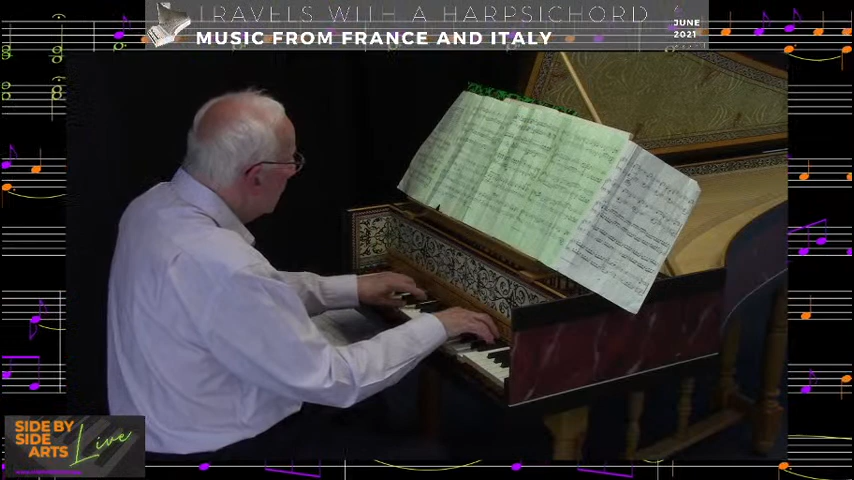 TRAVELS WITH A HARPSICHORD
MUSIC FROM FRANCE AND ITALY
JUNE
2021
SIDE BY
SIDE
ARTS
Live